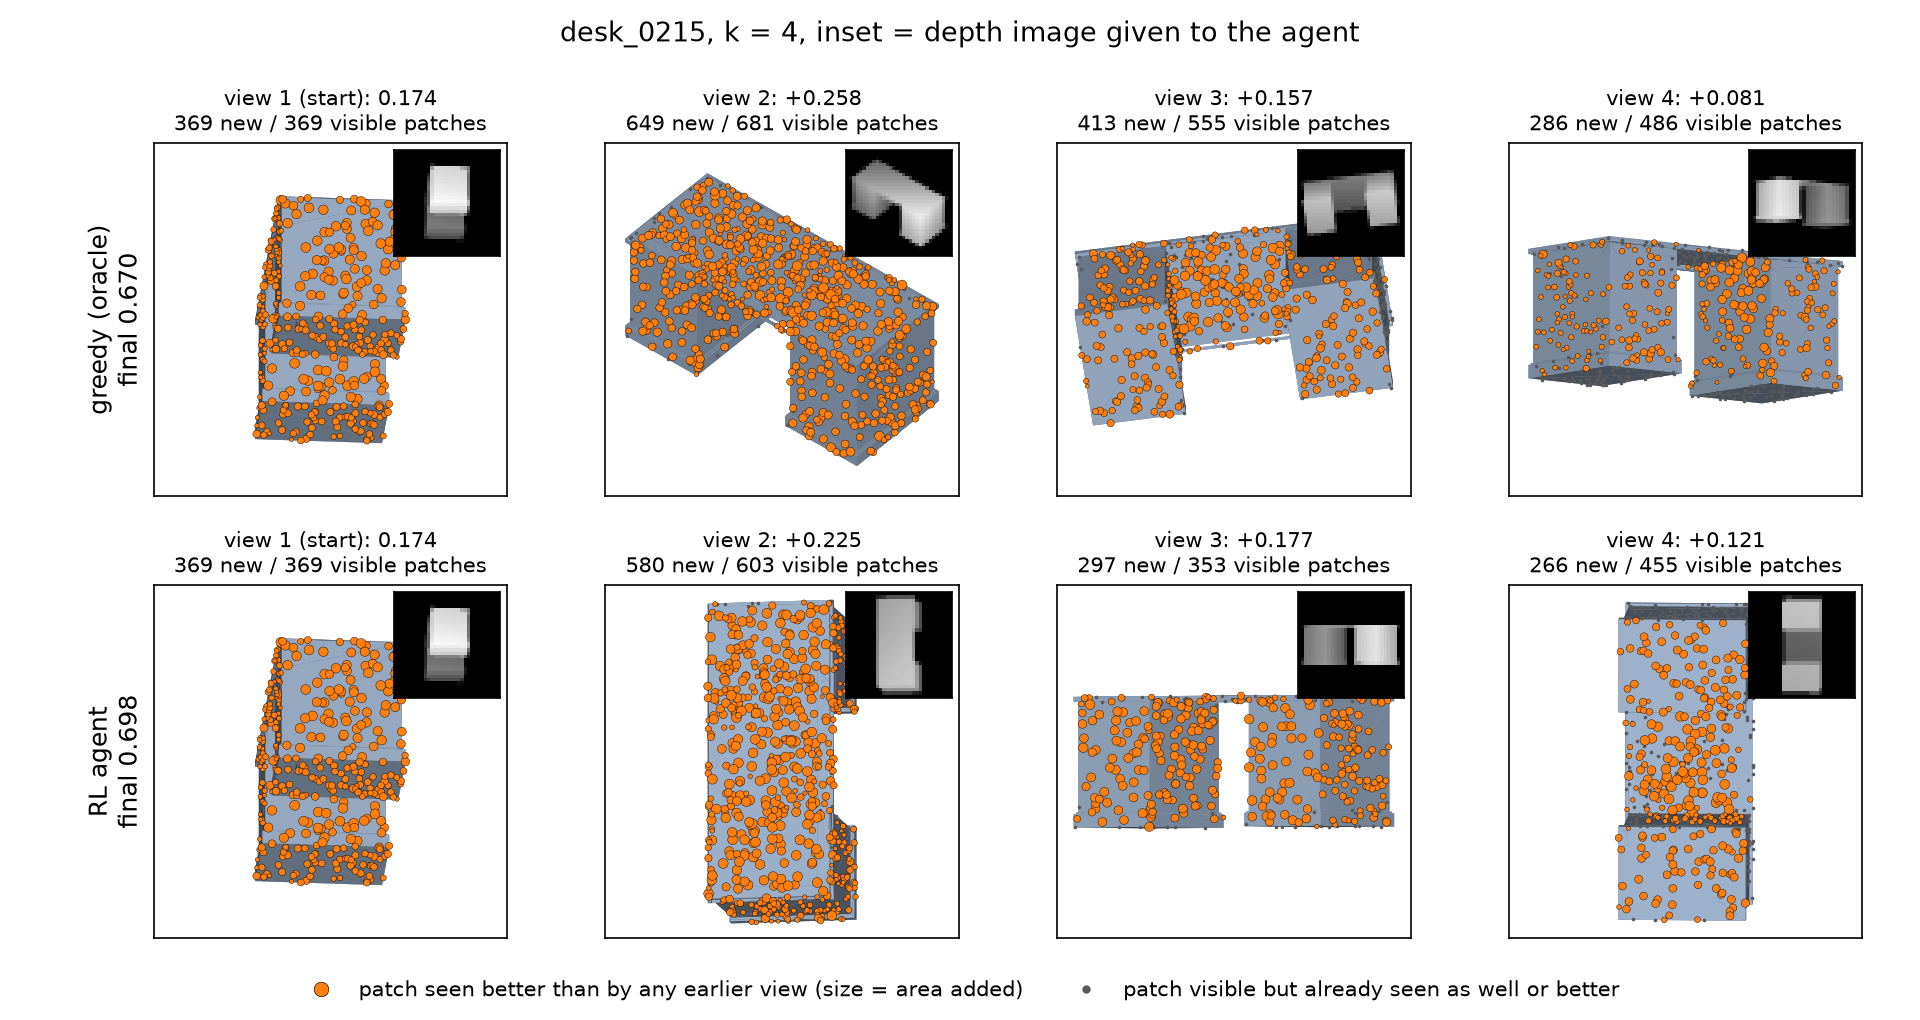 desk_0215, k = 4, inset = depth image given to the agent
view 1 (start): 0.174
369 new / 369 visible patches
view 2: +0.258
649 new / 681 visible patches
view 3: +0.157
413 new / 555 visible patches
view 4: +0.081
286 new / 486 visible patches
greedy (oracle)
final 0.670
view 1 (start): 0.174
369 new / 369 visible patches
view 2: +0.225
580 new / 603 visible patches
view 3: +0.177
297 new / 353 visible patches
view 4: +0.121
266 new / 455 visible patches
RL agent
final 0.698
patch seen better than by any earlier view (size = area added)
patch visible but already seen as well or better